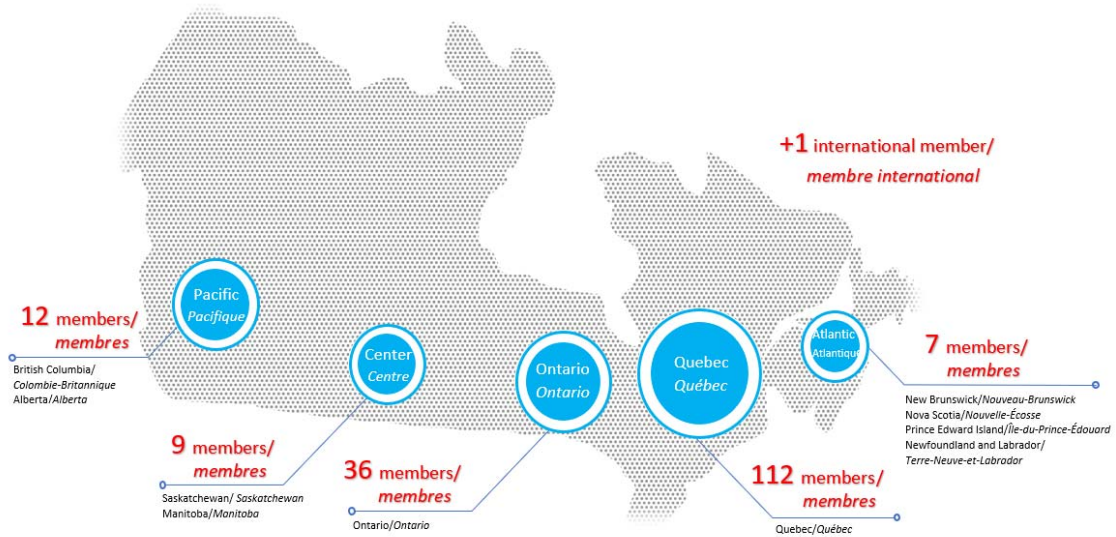 +1 international member/
membre international
Pacific
Pacifique
12 members/
membres
British Columbia/
Colombie-Britannique
Alberta/Alberta
Center
Centre
9 members/
membres
Saskatchewan/ Saskatchewan
Manitoba/Manitoba
Ontario
Ontario
36 members/
membres
Ontario/Ontario
Quebec
Québec
112 members/
membres
Quebec/Québec
Atlantic
Atlantique
7 members/
membres
New Brunswick/Nouveau-Brunswick
Nova Scotia/Nouvelle-Écosse
Prince Edward Island/Île-du-Prince-Édouard
Newfoundland and Labrador/
Terre-Neuve-et-Labrador